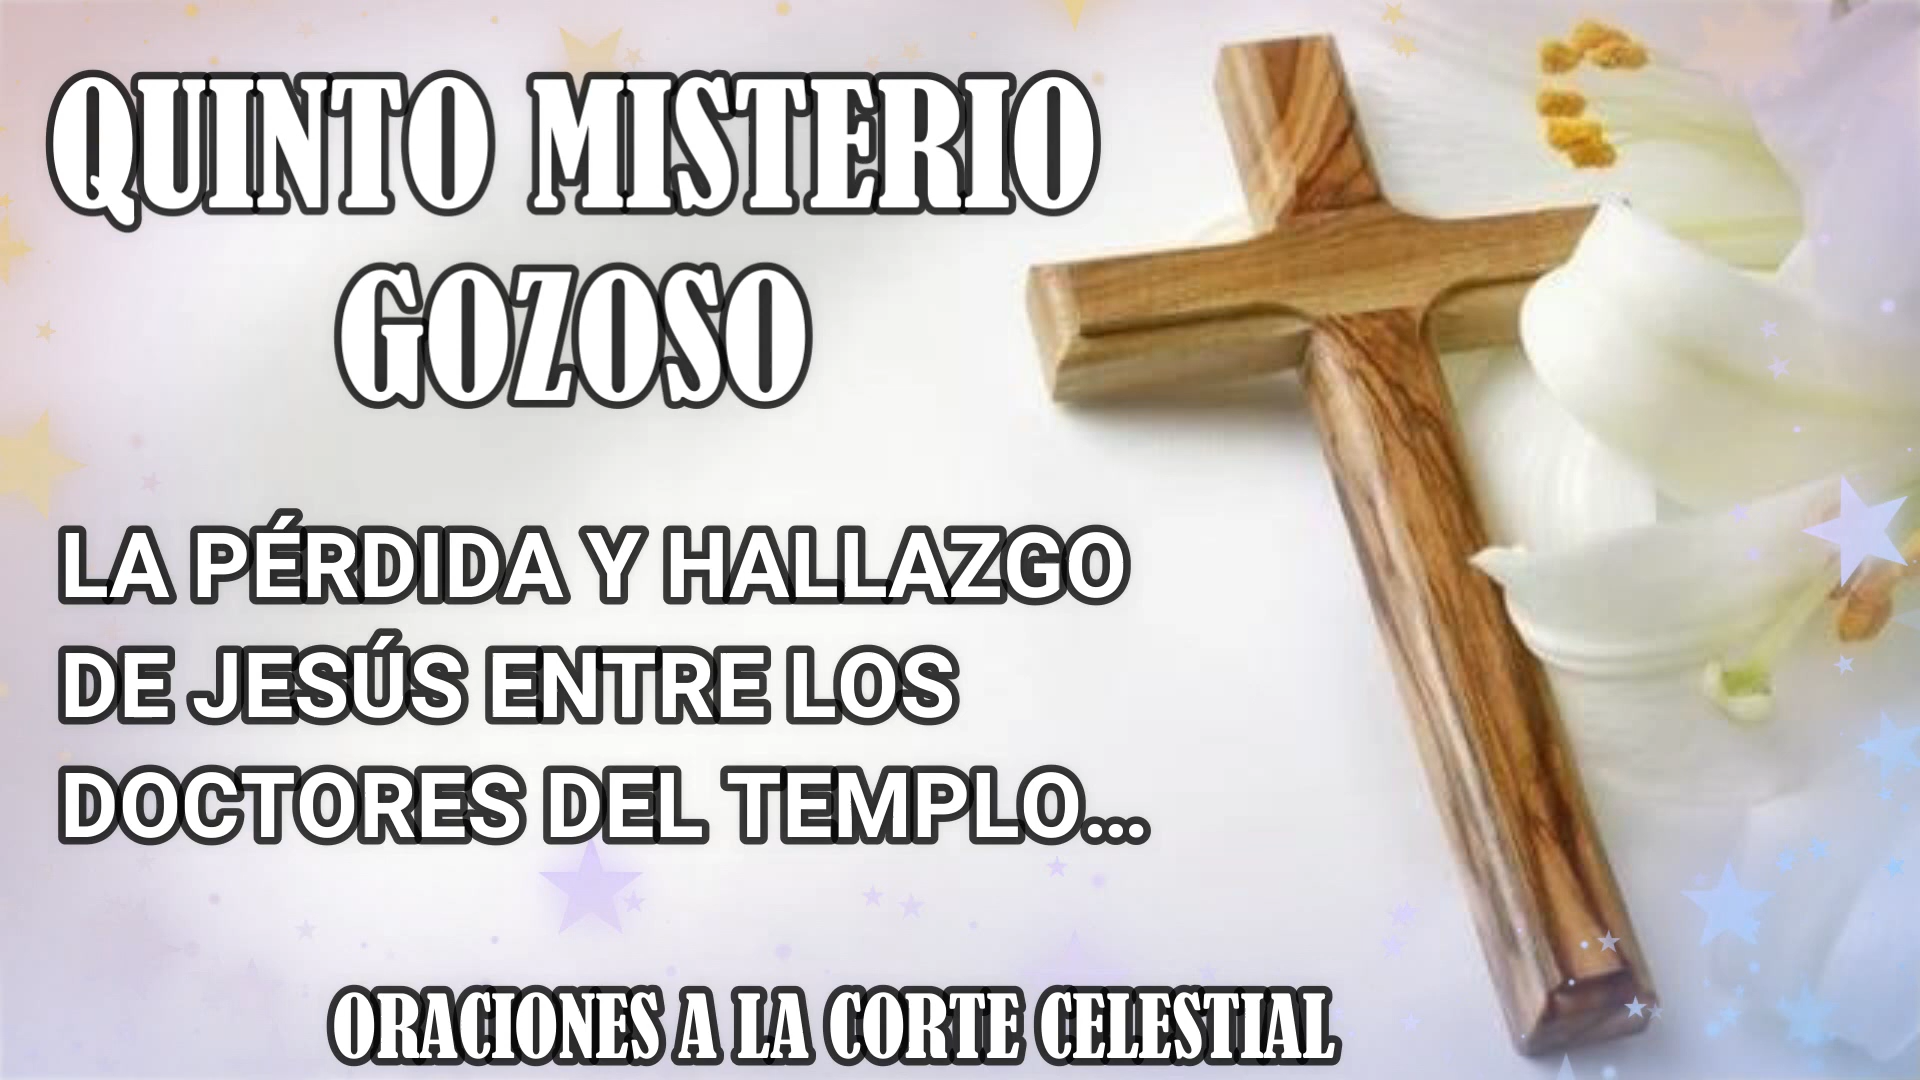 QUINTO MISTERIO
GOZOSO
LA PÉRDIDA Y HALLAZGO
DE JESÚS ENTRE LOS
DOCTORES DEL TEMPLO...
ORACIONES A LA CORTE CELESTIAL